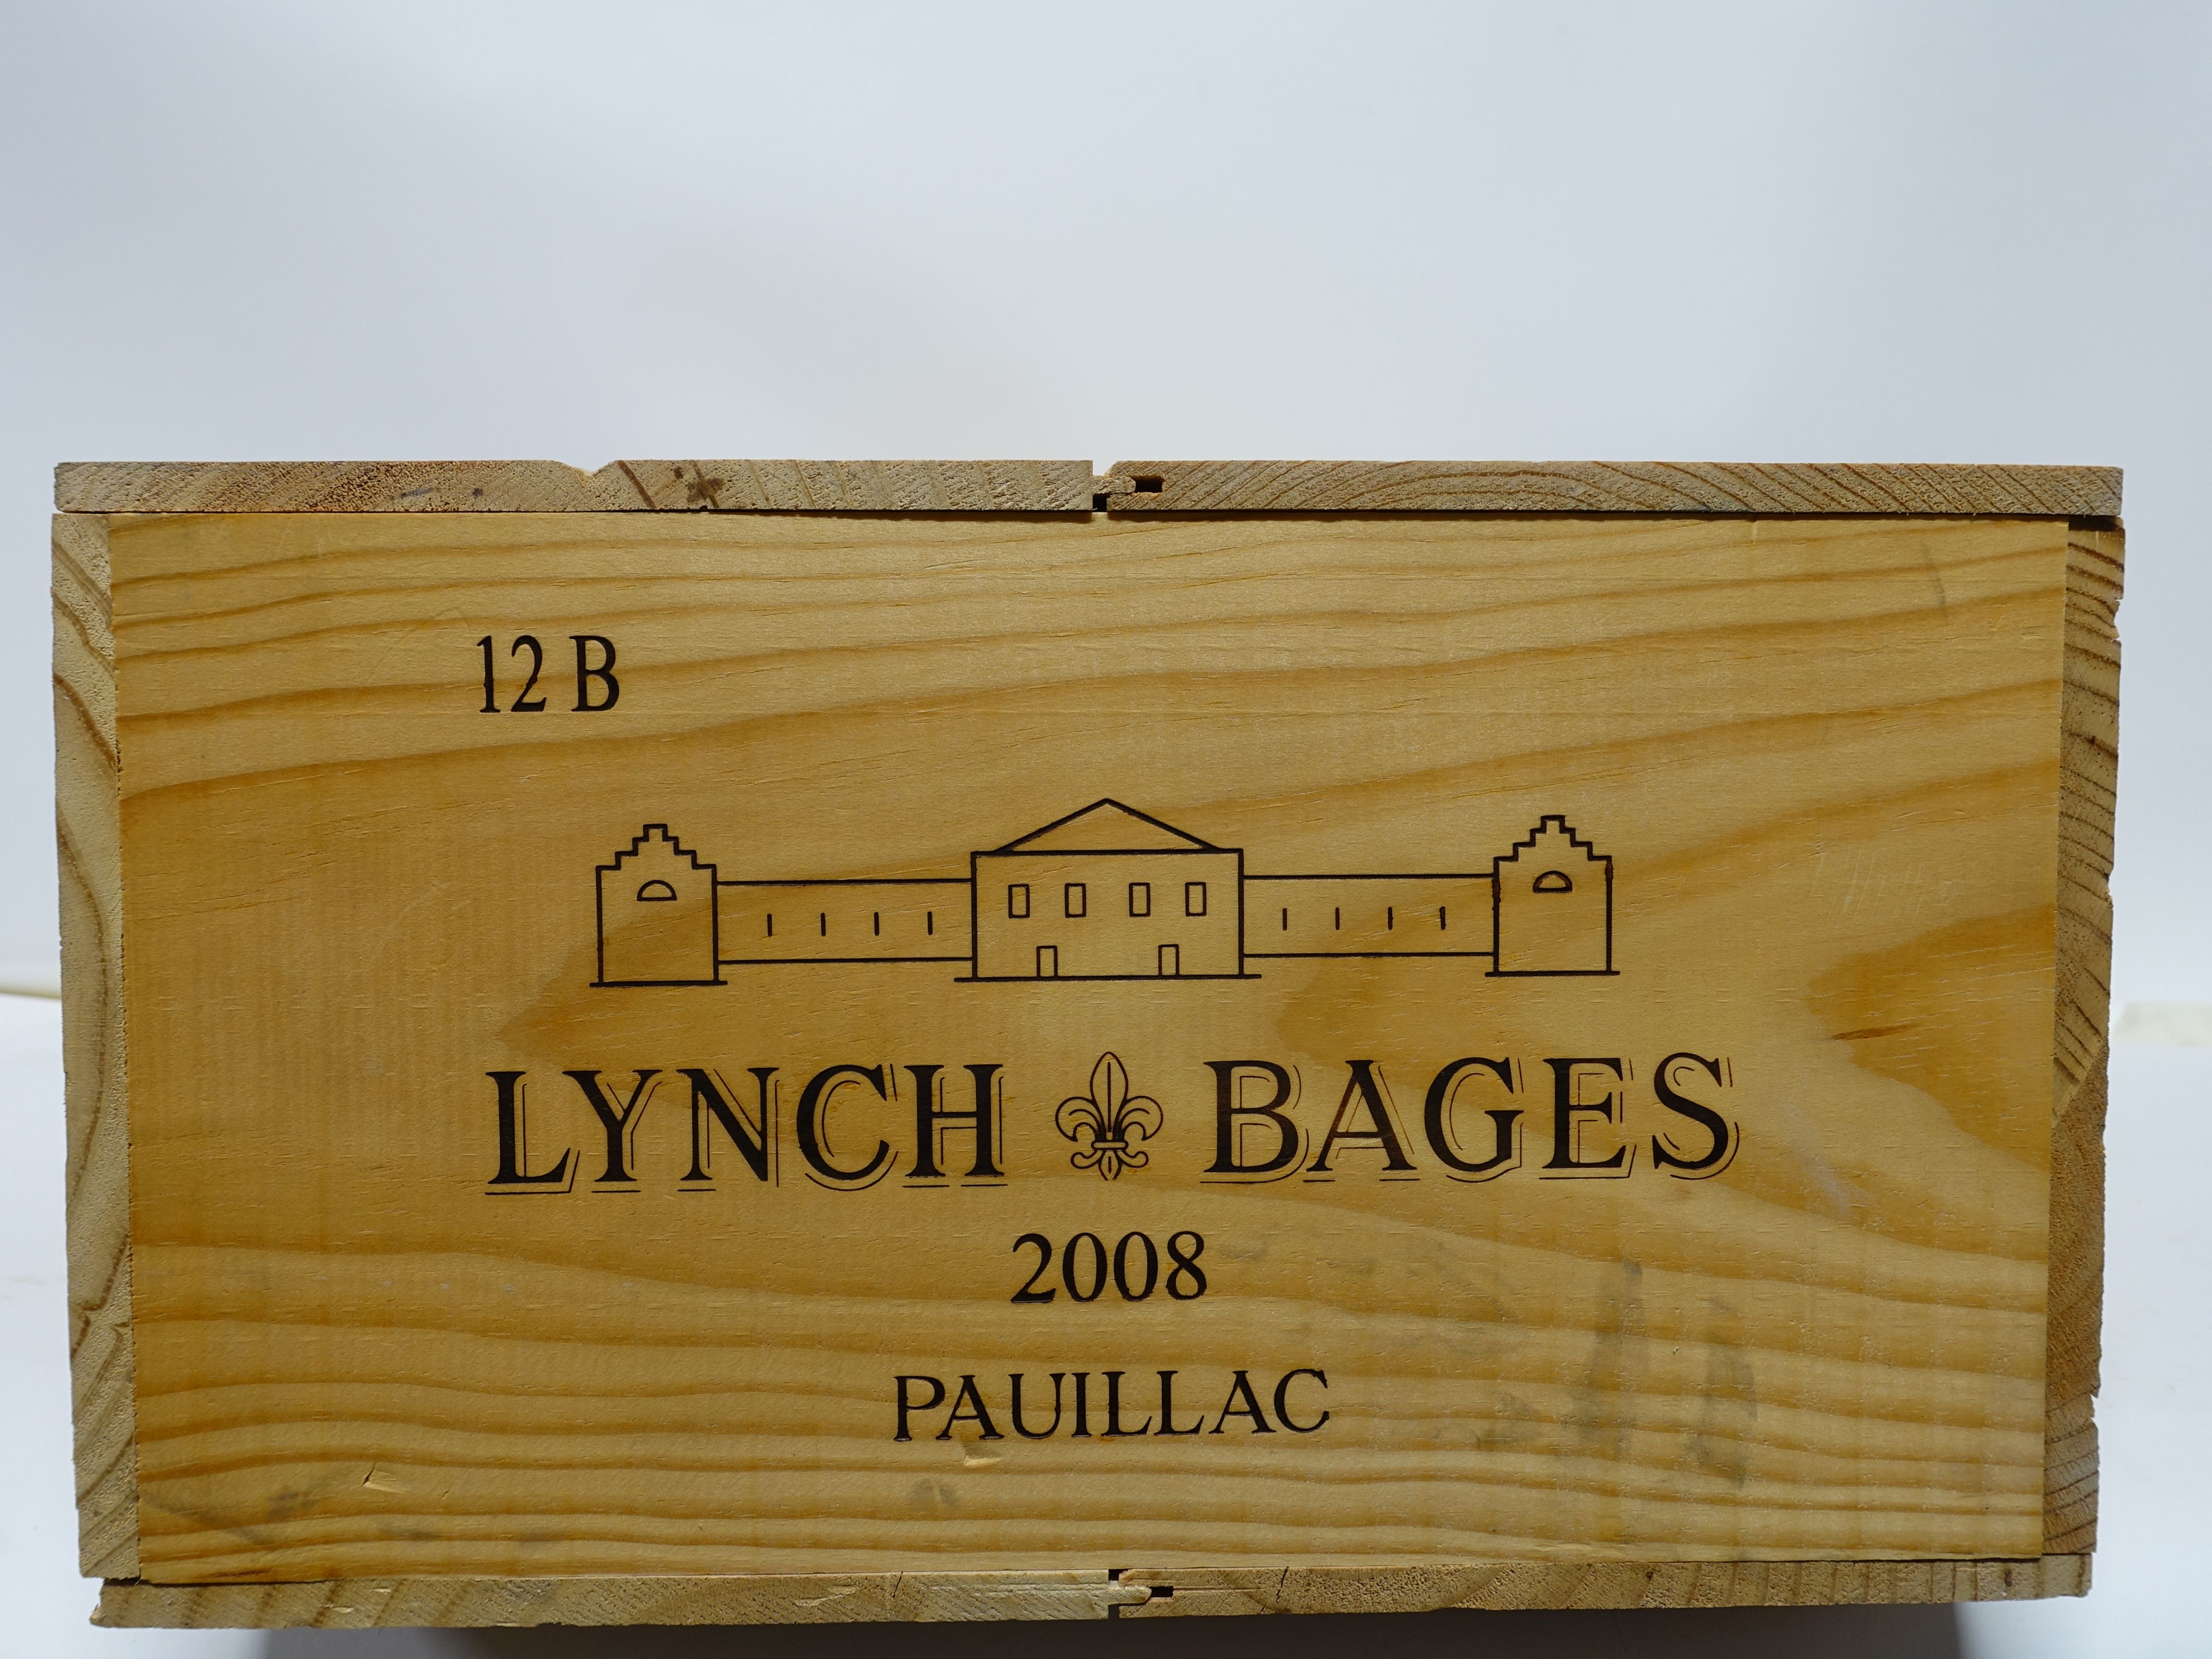 12 B
LYNCH BAGES
2008
PAUILLAC